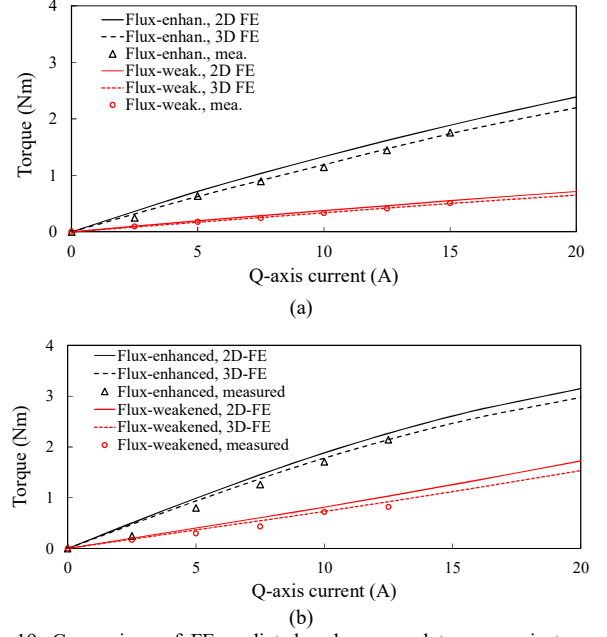 4
Flux-enhan., 2D FE
Flux-enhan., 3D FE
3
Flux-enhan., mea.
Flux-weak., 2D FE
Flux-weak., 3D FE
Flux-weak., mea.
2
1
0
Torque (Nm)
0 5 10 15 20
Q-axis current (A)
(a)
4
Flux-enhanced, 2D-FE
Flux-enhanced, 3D-FE
3
Flux-enhanced, measured
Flux-weakened, 2D-FE
Flux-weakened, 3D-FE
2
Flux-weakened, measured
1
0
Torque (Nm)
0 5 10 15 20
Q-axis current (A)
(b)